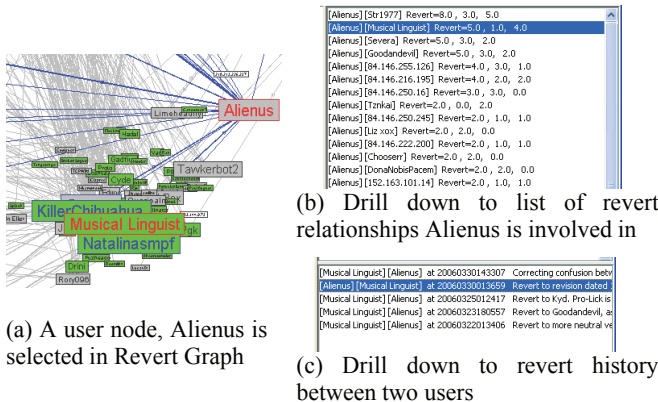 Alienus
Limeheadnyc
Hadal
Gadfium
Clyde
Tawkerbot2
KillerChihuahua
Musical Linguist
Pgk
Natalinasmpf
Drini
Rory096
(a) A user node, Alienus is
selected in Revert Graph
[Alienus] [Str1977] Revert=8.0 , 3.0, 5.0
[Alienus] [Musical Linguist] Revert=5.0 , 1.0, 4.0
[Alienus] [Severa] Revert=5.0 , 3.0, 2.0
[Alienus] [Goodandevil] Revert=5.0 , 3.0, 2.0
[Alienus] [84.146.255.126] Revert=4.0 , 3.0, 1.0
[Alienus] [84.146.216.195] Revert=4.0 , 2.0, 2.0
[Alienus] [84.146.250.16] Revert=3.0 , 3.0, 0.0
[Alienus] [Tznkai] Revert=2.0 , 0.0, 2.0
[Alienus] [84.146.250.245] Revert=2.0 , 1.0, 1.0
[Alienus] [Liz xox] Revert=2.0 , 2.0, 0.0
[Alienus] [84.146.222.200] Revert=2.0 , 1.0, 1.0
[Alienus] [Chooserr] Revert=2.0 , 2.0, 0.0
[Alienus] [DonaNobisPacem] Revert=2.0 , 2.0, 0.0
[Alienus] [152.163.101.14] Revert=2.0 , 1.0, 1.0
(b) Drill down to list of revert
relationships Alienus is involved in
[Musical Linguist] [Alienus] at 20060330143307 Correcting confusion betw
[Alienus] [Musical Linguist] at 20060330013659 Revert to revision dated
[Musical Linguist] [Alienus] at 20060325012417 Revert to Kyd. Pro-Lick is
[Musical Linguist] [Alienus] at 20060323180557 Revert to Goodandevil, as
[Musical Linguist] [Alienus] at 20060322013406 Revert to more neutral ve
(c) Drill down to revert history
between two users